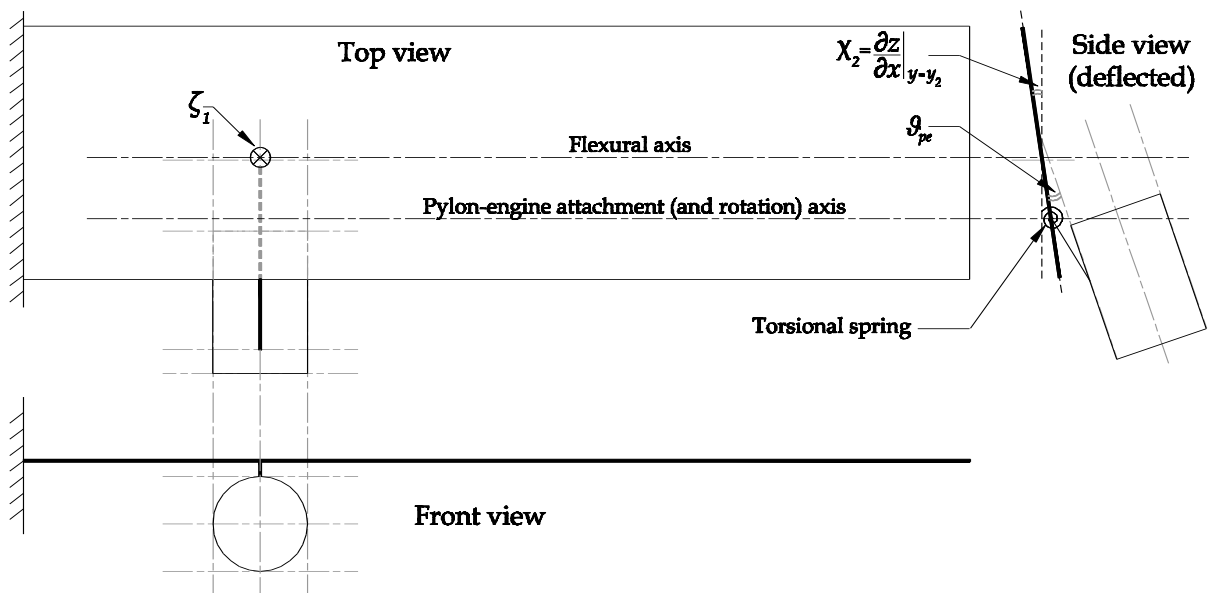 Top view
χ₂=∂z/∂x|y=y₂
Side view
(deflected)
ζ₁
ϑpe
Flexural axis
Pylon-engine attachment (and rotation) axis
Torsional spring
Front view